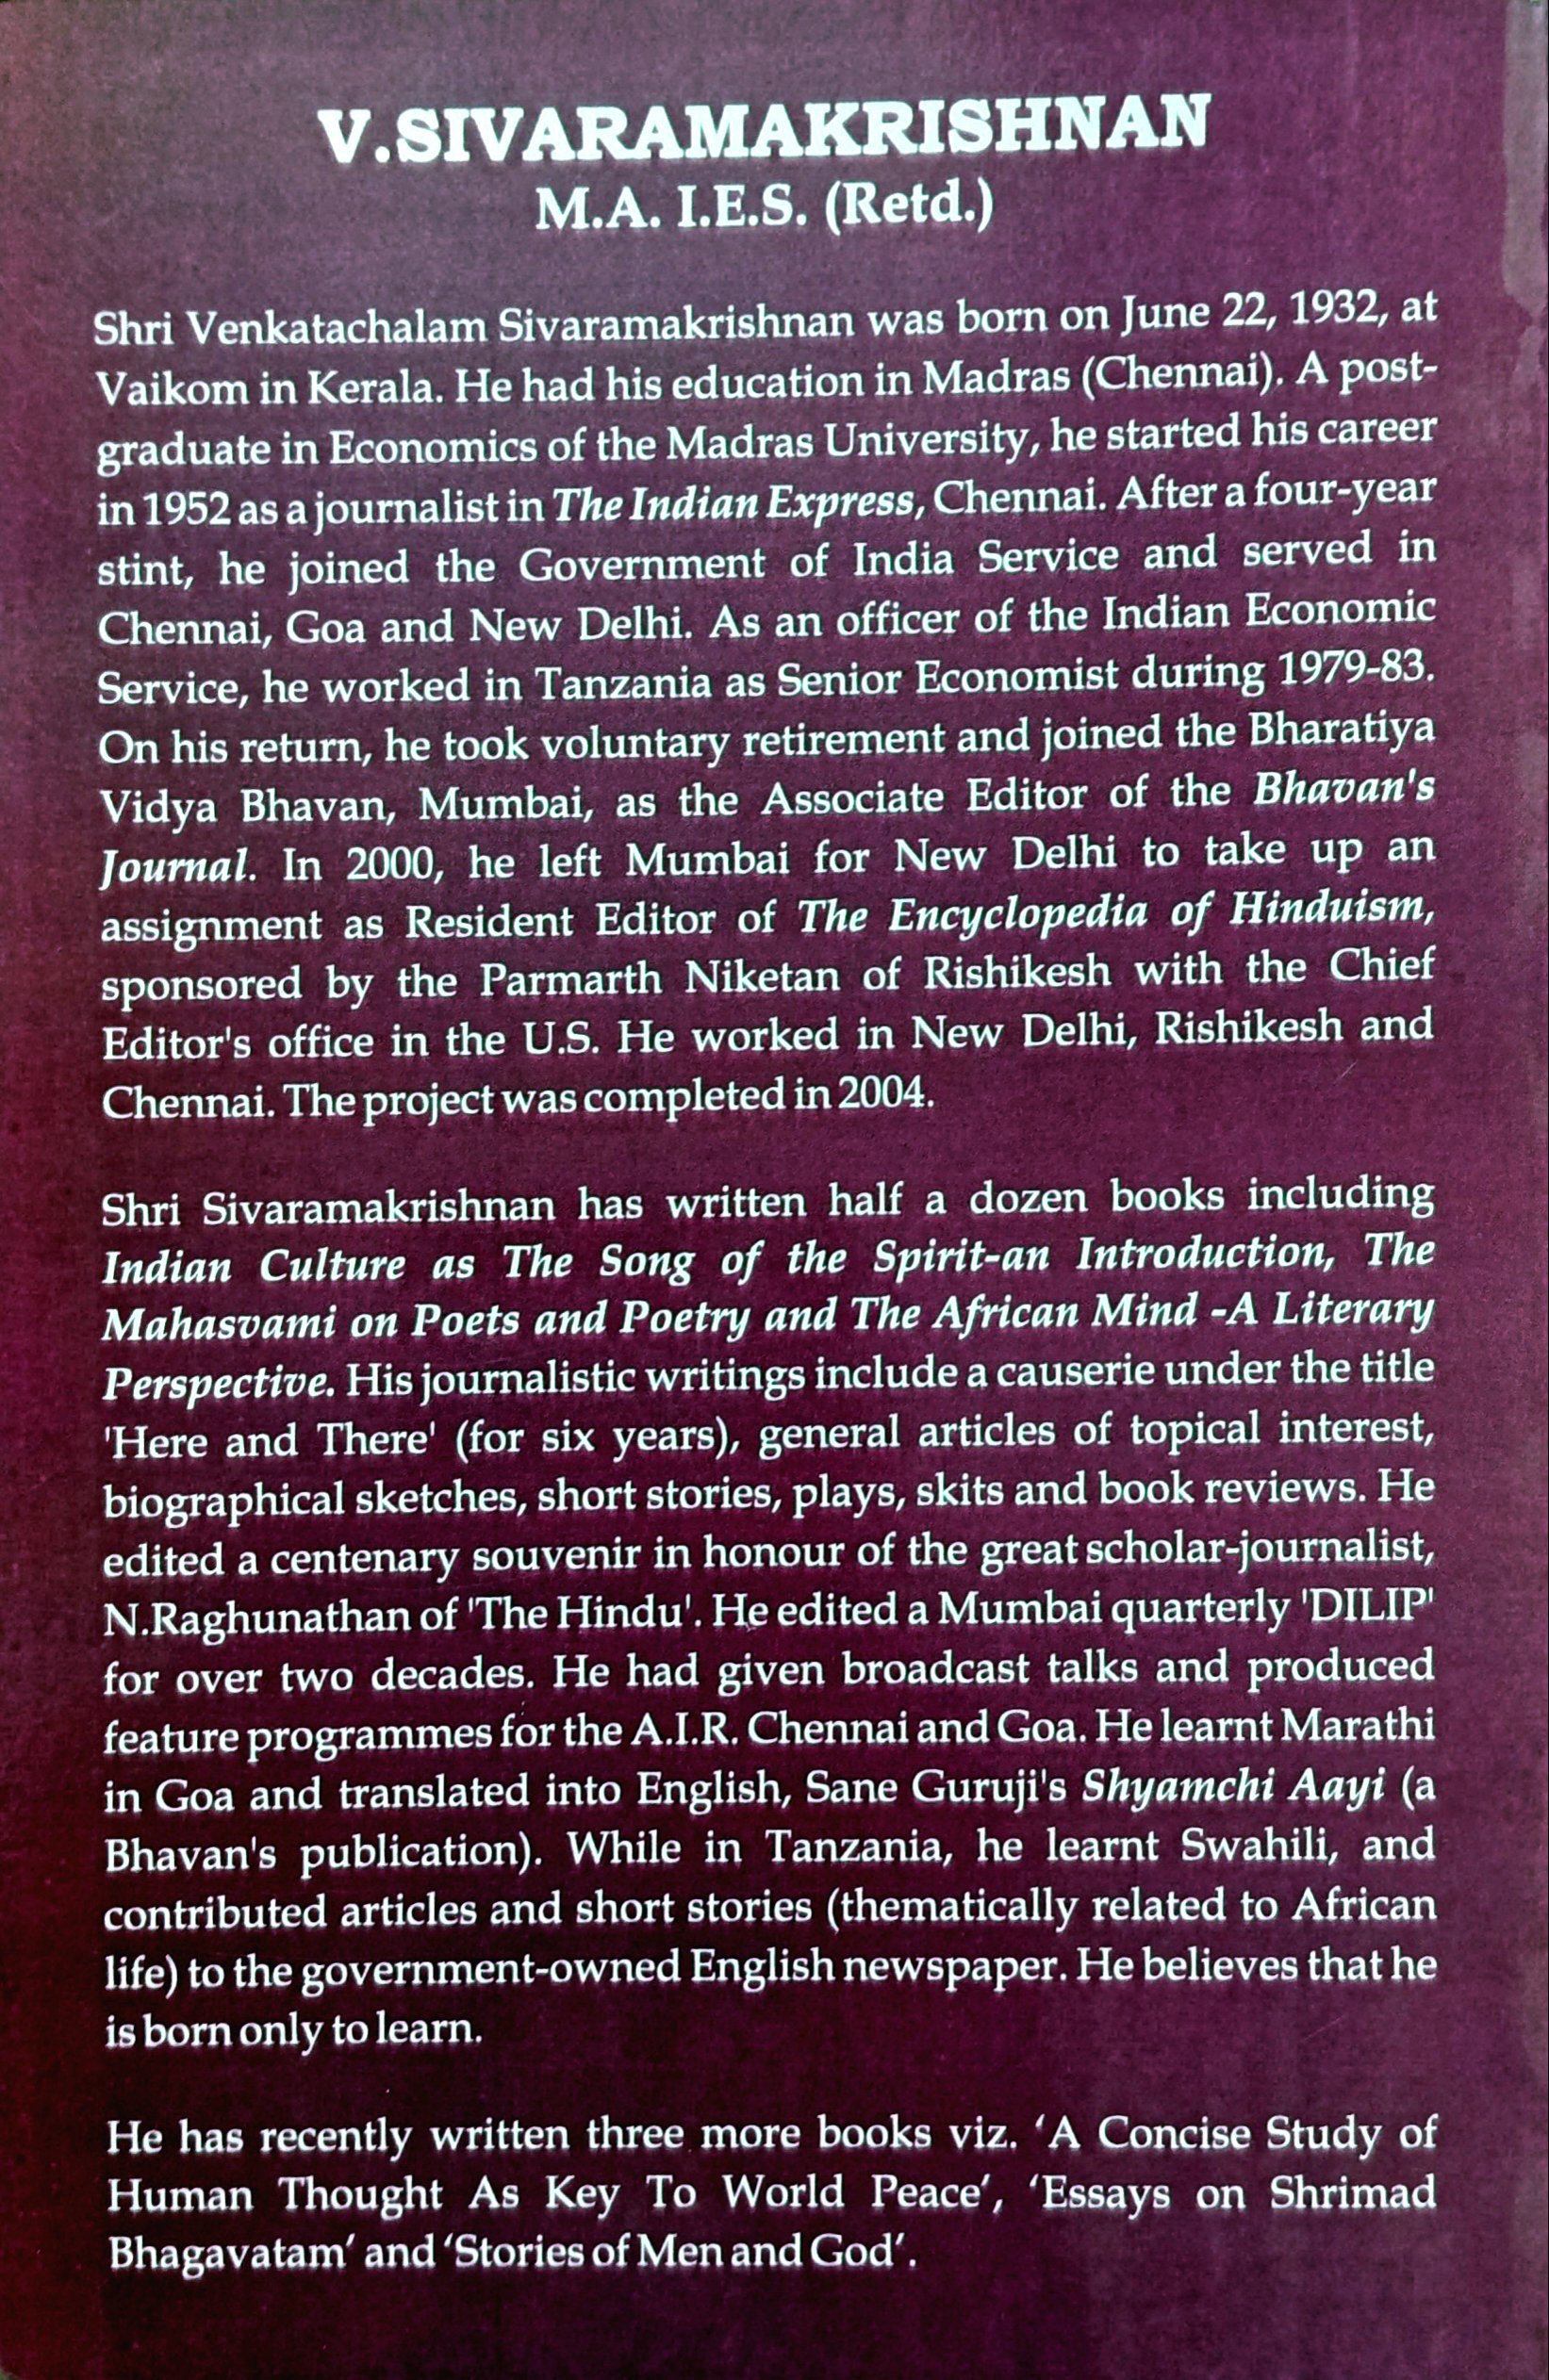 V.SIVARAMAKRISHNAN
M.A. I.E.S. (Retd.)
Shri Venkatachalam Sivaramakrishnan was born on June 22, 1932, at
Vaikom in Kerala. He had his education in Madras (Chennai). A post-
graduate in Economics of the Madras University, he started his career
in 1952 as a journalist in The Indian Express, Chennai. After a four-year
stint, he joined the Government of India Service and served in
Chennai, Goa and New Delhi. As an officer of the Indian Economic
Service, he worked in Tanzania as Senior Economist during 1979-83.
On his return, he took voluntary retirement and joined the Bharatiya
Vidya Bhavan, Mumbai, as the Associate Editor of the Bhavan's
Journal. In 2000, he left Mumbai for New Delhi to take up an
assignment as Resident Editor of The Encyclopedia of Hinduism,
sponsored by the Parmarth Niketan of Rishikesh with the Chief
Editor's office in the U.S. He worked in New Delhi, Rishikesh and
Chennai. The project was completed in 2004.
Shri Sivaramakrishnan has written half a dozen books including
Indian Culture as The Song of the Spirit-an Introduction, The
Mahasvami on Poets and Poetry and The African Mind -A Literary
Perspective. His journalistic writings include a causerie under the title
'Here and There' (for six years), general articles of topical interest,
biographical sketches, short stories, plays, skits and book reviews. He
edited a centenary souvenir in honour of the great scholar-journalist,
N.Raghunathan of 'The Hindu'. He edited a Mumbai quarterly 'DILIP'
for over two decades. He had given broadcast talks and produced
feature programmes for the A.I.R. Chennai and Goa. He learnt Marathi
in Goa and translated into English, Sane Guruji's Shyamchi Aayi (a
Bhavan's publication). While in Tanzania, he learnt Swahili, and
contributed articles and short stories (thematically related to African
life) to the government-owned English newspaper. He believes that he
is born only to learn.
He has recently written three more books viz. ‘A Concise Study of
Human Thought As Key To World Peace’, ‘Essays on Shrimad
Bhagavatam’ and ‘Stories of Men and God’.